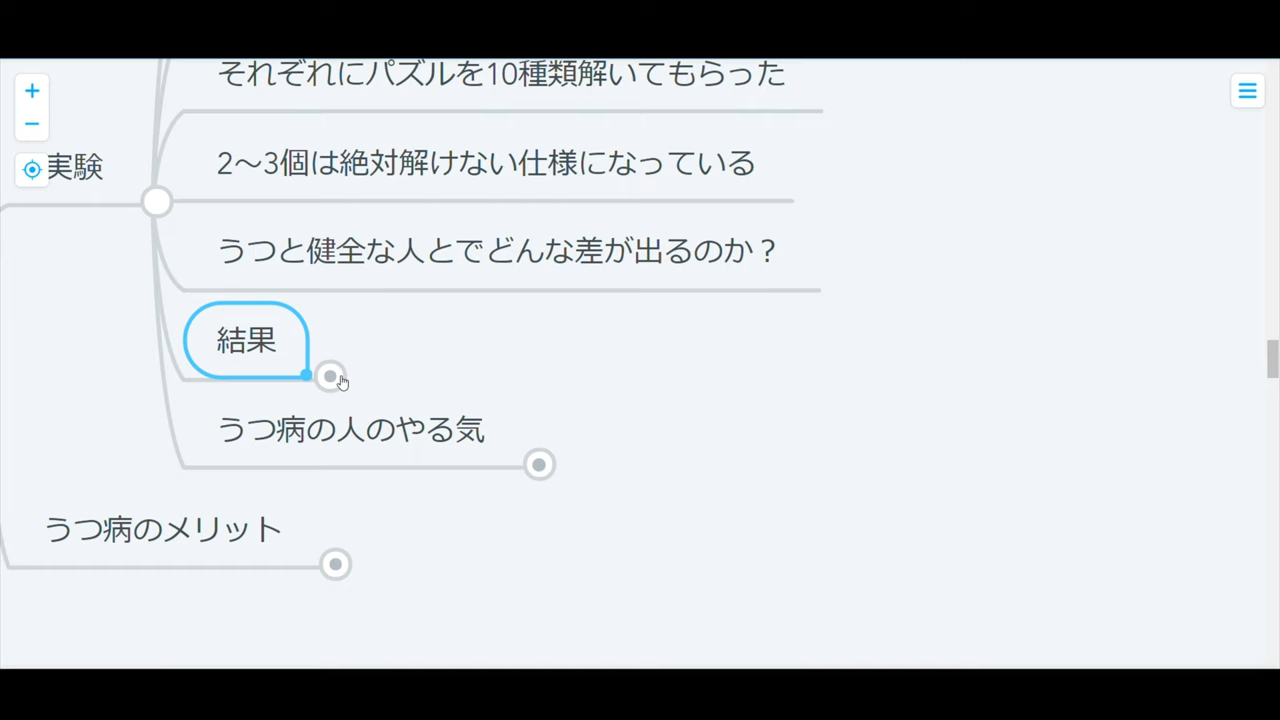 それぞれにパズルを10種類解いてもらった
実験
2〜3個は絶対解けない仕様になっている
うつと健全な人とでどんな差が出るのか？
結果
うつ病の人のやる気
うつ病のメリット